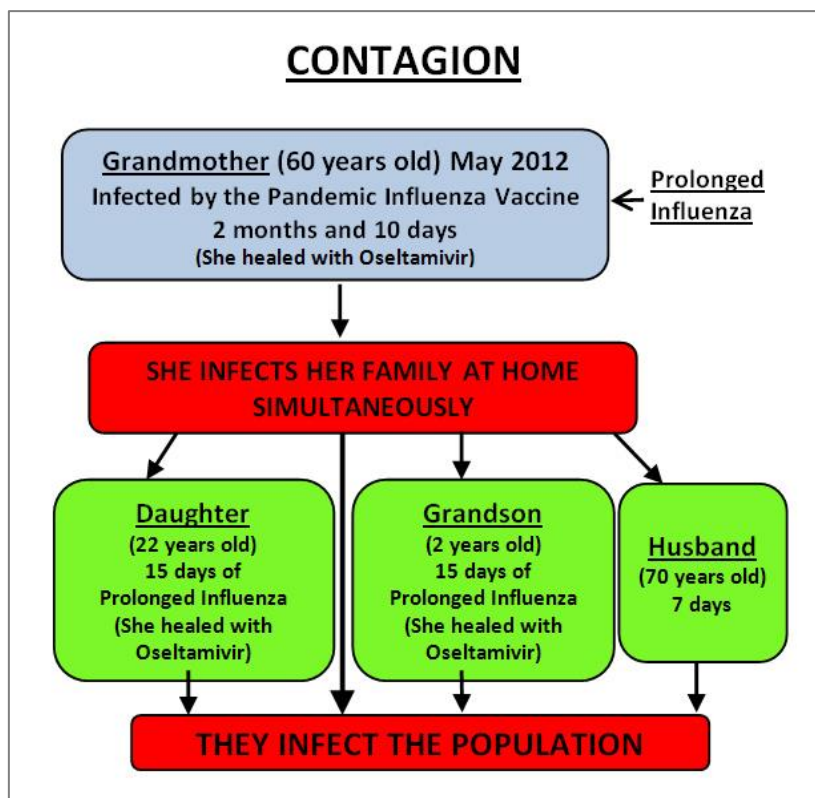 CONTAGION
Grandmother (60 years old) May 2012
Infected by the Pandemic Influenza Vaccine
2 months and 10 days
(She healed with Oseltamivir)
Prolonged
Influenza
SHE INFECTS HER FAMILY AT HOME
SIMULTANEOUSLY
Daughter
(22 years old)
15 days of
Prolonged Influenza
(She healed with
Oseltamivir)
Grandson
(2 years old)
15 days of
Prolonged Influenza
(She healed with
Oseltamivir)
Husband
(70 years old)
7 days
THEY INFECT THE POPULATION